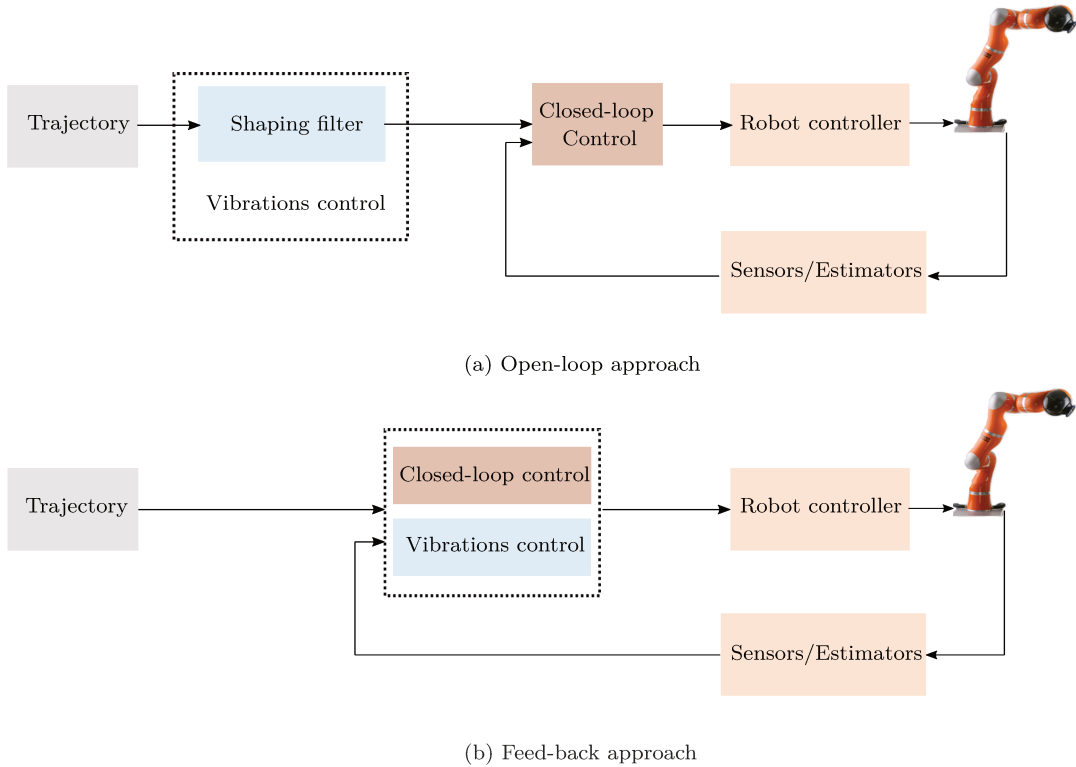 Trajectory
Shaping filter
Vibrations control
Closed-loop
Control
Robot controller
Sensors/Estimators
(a) Open-loop approach
Trajectory
Closed-loop control
Vibrations control
Robot controller
Sensors/Estimators
(b) Feed-back approach